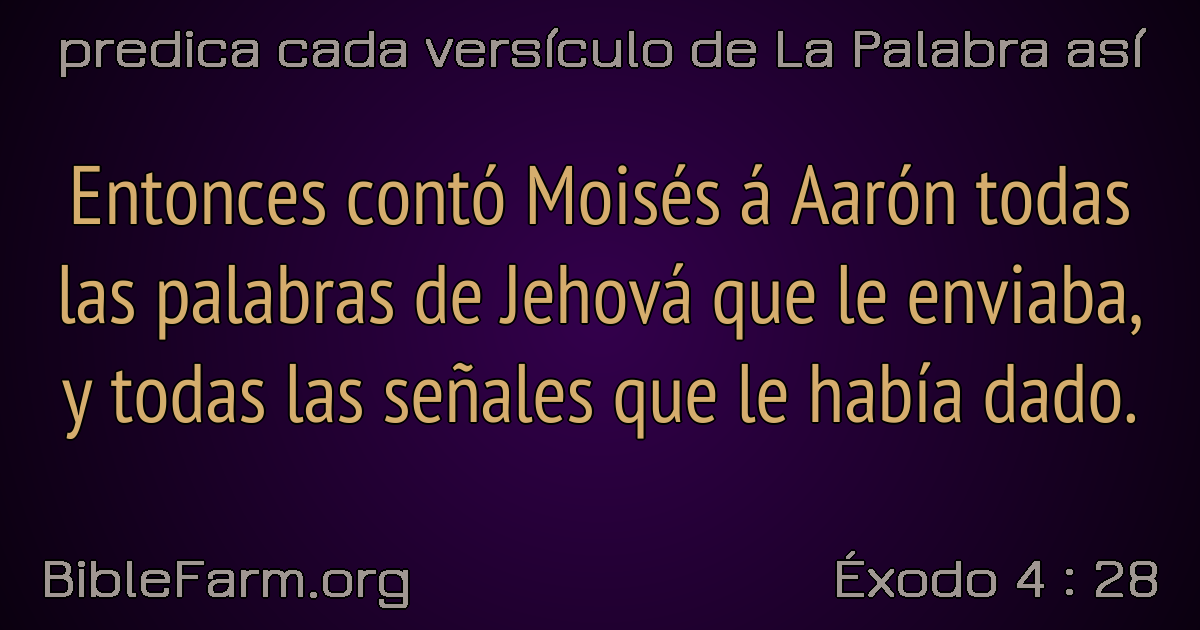 predica cada versículo de La Palabra así
Entonces contó Moisés á Aarón todas
las palabras de Jehová que le enviaba,
y todas las señales que le había dado.
BibleFarm.org
Éxodo 4 : 28